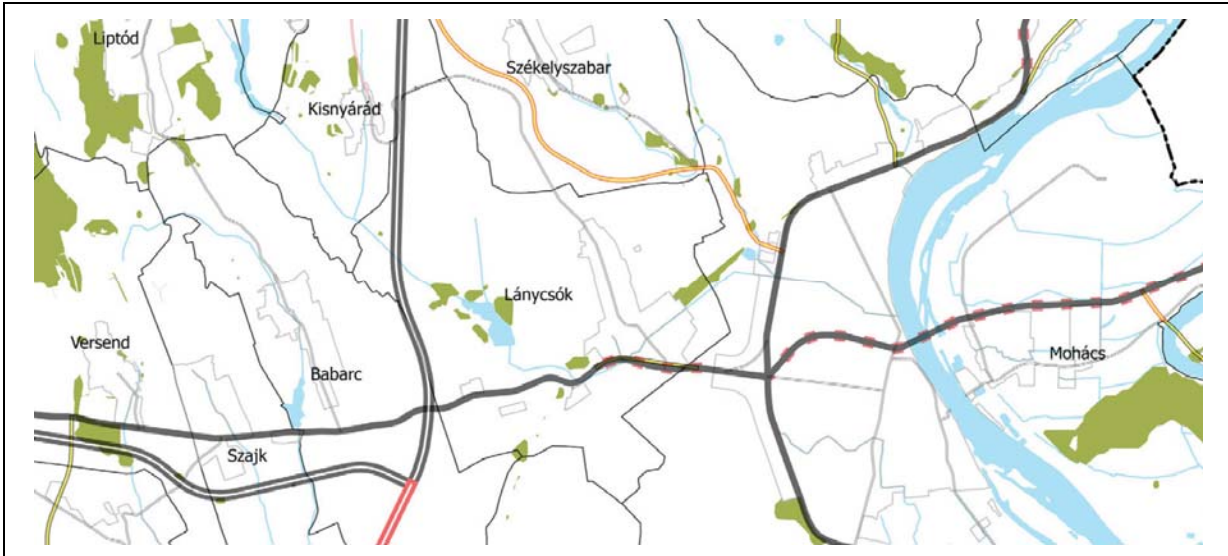 Liptód
Székelyszabar
Kisnyárád
Lánycsók
Versend
Mohács
Babarc
Szajk